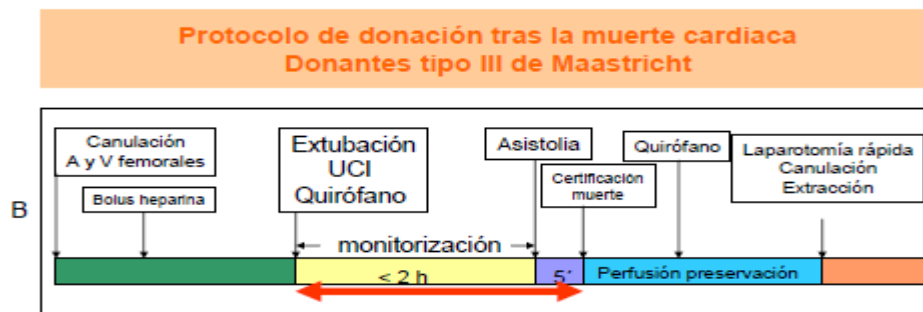 Protocolo de donación tras la muerte cardiaca
Donantes tipo III de Maastricht
B
Canulación
A y V femorales
Bolus heparina
Extubación
UCI
Quirófano
Asistolia
Certificación
muerte
Quirófano
Laparotomía rápida
Canulación
Extracción
monitorización
< 2 h
5'
Perfusión preservación